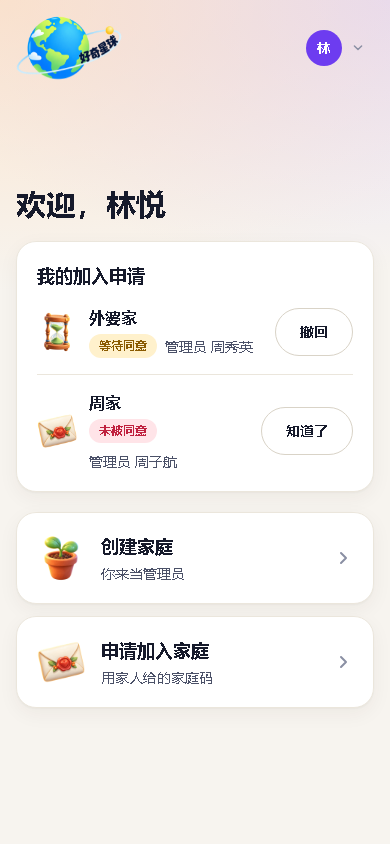 好奇星球
林
欢迎，林悦
我的加入申请
外婆家
等待同意 管理员 周秀英
撤回
周家
未被同意
管理员 周子航
知道了
创建家庭
你来当管理员
申请加入家庭
用家人给的家庭码